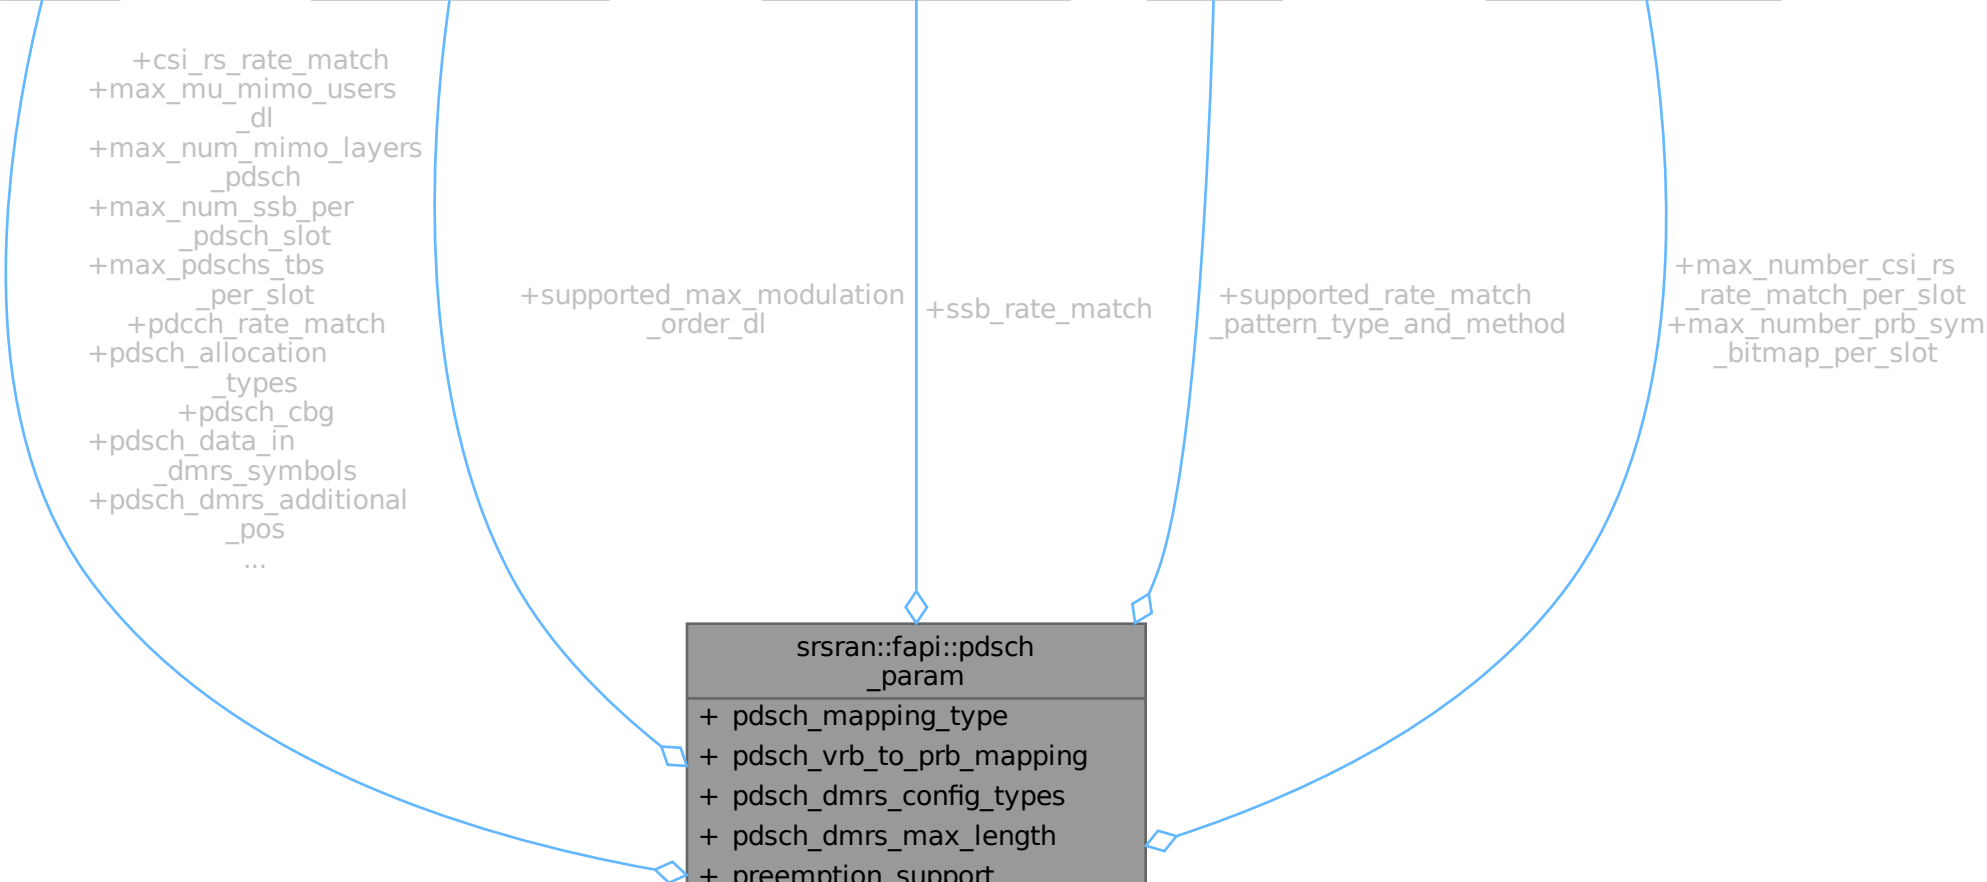 +csi_rs_rate_match
+max_mu_mimo_users
_dl
+max_num_mimo_layers
_pdsch
+max_num_ssb_per
_pdsch_slot
+max_pdschs_tbs
_per_slot
+pdcch_rate_match
+pdsch_allocation
_types
+pdsch_cbg
+pdsch_data_in
_dmrs_symbols
+pdsch_dmrs_additional
_pos
...
+supported_max_modulation
_order_dl
+ssb_rate_match
+supported_rate_match
_pattern_type_and_method
+max_number_csi_rs
_rate_match_per_slot
+max_number_prb_sym
_bitmap_per_slot
srsran::fapi::pdsch
_param
+ pdsch_mapping_type
+ pdsch_vrb_to_prb_mapping
+ pdsch_dmrs_config_types
+ pdsch_dmrs_max_length
+ preemption_support